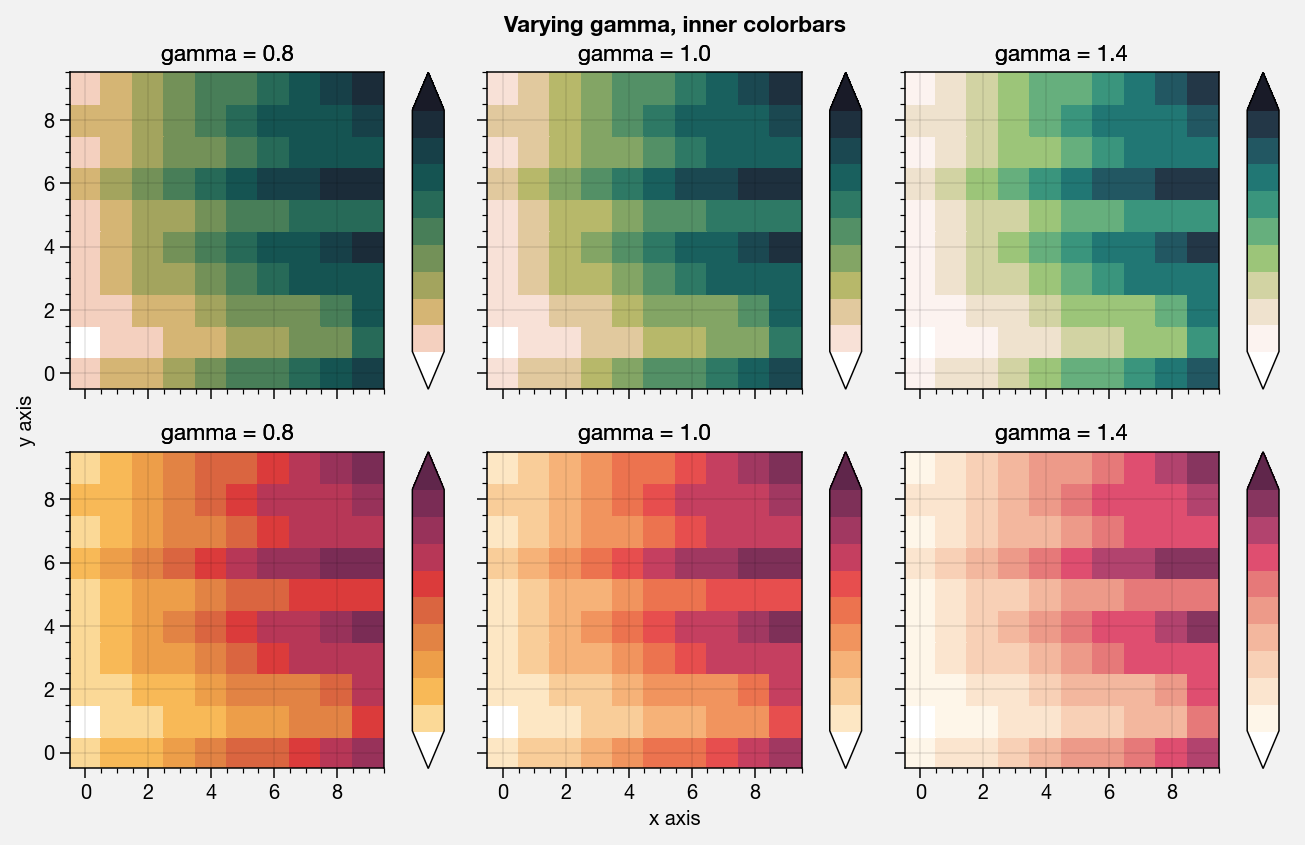 Varying gamma, inner colorbars
gamma = 0.8
gamma = 1.0
gamma = 1.4
8
6
4
2
0
y axis
gamma = 0.8
gamma = 1.0
gamma = 1.4
8
6
4
2
0
0 2 4 6 8
0 2 4 6 8
0 2 4 6 8
x axis